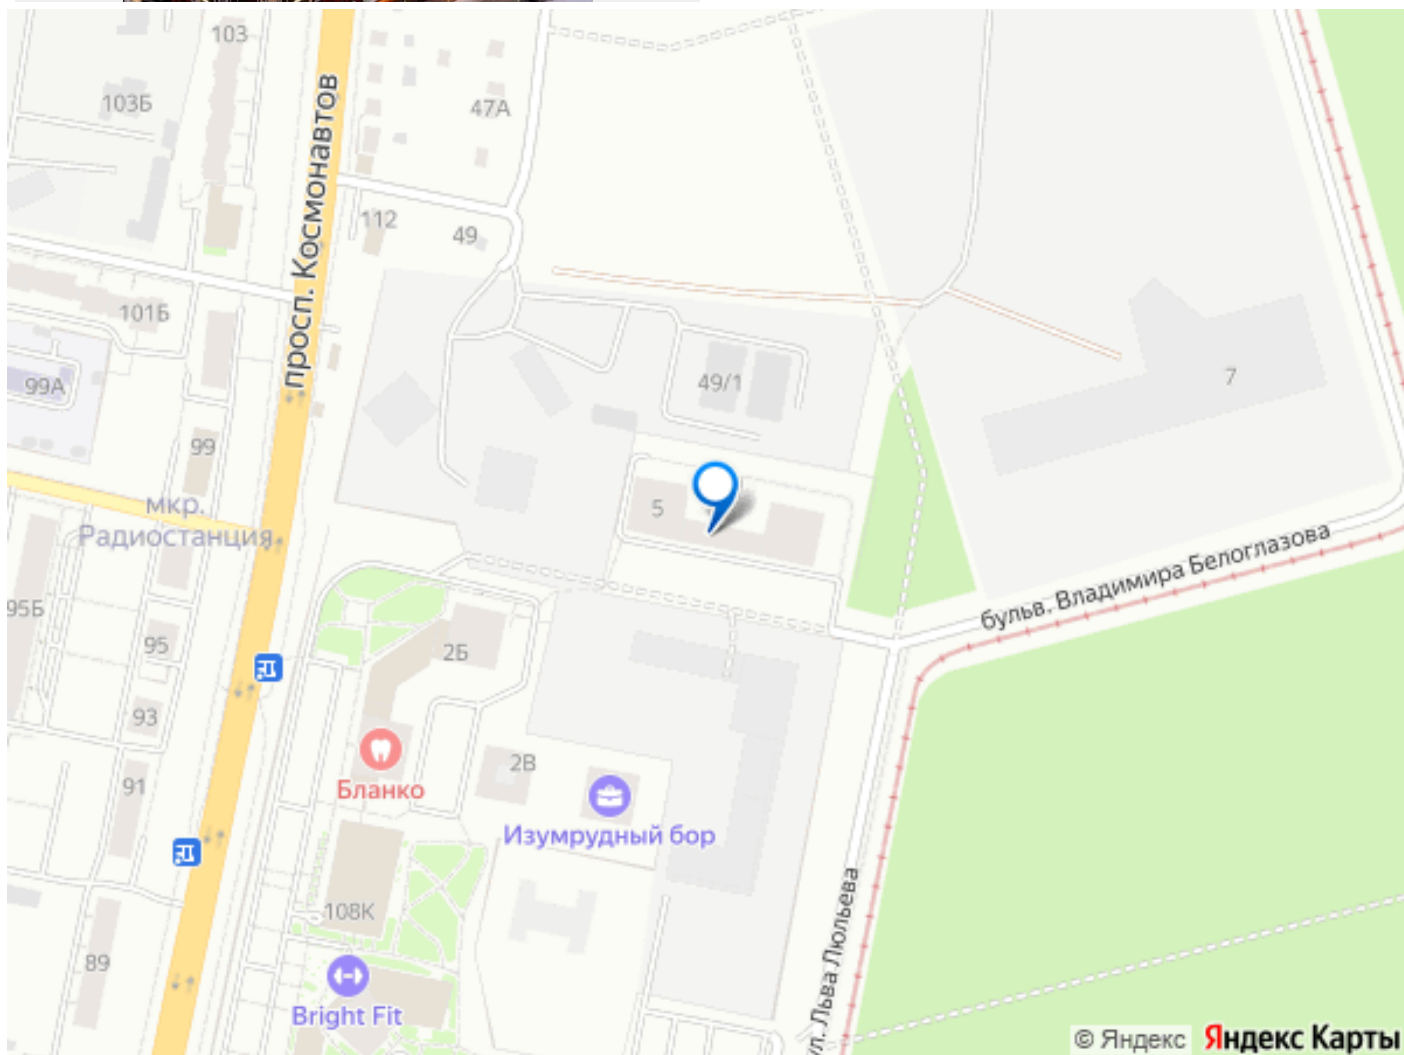 103
103Б
47А
просп. Космонавтов
112
49
101Б
99А
49/1
7
99
мкр.
Радиостанция
5
бульв. Владимира Белоглазова
95Б
95
2Б
93
Бланко
2В
91
Изумрудный бор
108К
ул. Льва Люльева
89
Bright Fit
© Яндекс Яндекс Карты